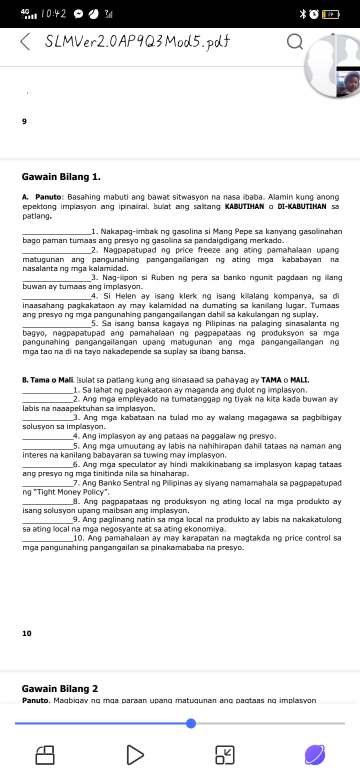 4G 10:42
SLMVer2.0AP9Q3Mod5.pdf
9
Gawain Bilang 1.
A. Panuto: Basahing mabuti ang bawat sitwasyon na nasa ibaba. Alamin kung anong
epektong implasyon ang ipinairal. Isulat ang salitang KABUTIHAN o DI-KABUTIHAN sa
patlang.
____________1. Nakapag-imbak ng gasolina si Mang Pepe sa kanyang gasolinahan
bago paman tumaas ang presyo ng gasolina sa pandaigdigang merkado.
____________2. Nagpapatupad ng price freeze ang ating pamahalaan upang
matugunan ang pangunahing pangangailangan ng ating mga kababayan na
nasalanta ng mga kalamidad.
____________3. Nag-iipon si Ruben ng pera sa banko ngunit pagdaan ng ilang
buwan ay tumaas ang implasyon.
____________4. Si Helen ay isang klerk ng isang kilalang kompanya, sa di
inaasahang pagkakataon ay may kalamidad na dumating sa kanilang lugar. Tumaas
ang presyo ng mga pangunahing pangangailangan dahil sa kakulangan ng suplay.
____________5. Sa isang bansa kagaya ng Pilipinas na palaging sinasalanta ng
bagyo, nagpapatupad ang pamahalaan ng pagpapataas ng produksyon sa mga
pangunahing pangangailangan upang matugunan ang mga pangangailangan ng
mga tao na di na tayo nakadepende sa suplay sa ibang bansa.
B. Tama o Mali. Isulat sa patlang kung ang sinasaad sa pahayag ay TAMA o MALI.
____________1. Sa lahat ng pagkakataon ay maganda ang dulot ng implasyon.
____________2. Ang mga empleyado na tumatanggap ng tiyak na kita kada buwan ay
labis na naaapektuhan sa implasyon.
____________3. Ang mga kabataan na tulad mo ay walang magagawa sa pagbibigay
solusyon sa implasyon.
____________4. Ang implasyon ay ang pataas na paggalaw ng presyo.
____________5. Ang mga umuutang ay labis na nahihirapan dahil tataas na naman ang
interes na kanilang babayaran sa tuwing may implasyon.
____________6. Ang mga speculator ay hindi makikinabang sa implasyon kapag tataas
ang presyo ng mga tinitinda nila sa hinaharap.
____________7. Ang Banko Sentral ng Pilipinas ay siyang namamahala sa pagpapatupad
ng "Tight Money Policy".
____________8. Ang pagpapataas ng produksyon ng ating local na mga produkto ay
isang solusyon upang maibsan ang implasyon.
____________9. Ang paglinang natin sa mga local na produkto ay labis na nakakatulong
sa ating local na mga negosyante at sa ating ekonomiya.
____________10. Ang pamahalaan ay may karapatan na magtakda ng price control sa
mga pangunahing pangangailan sa pinakamababa na presyo.
10
Gawain Bilang 2
Panuto. Magbigay ng mga paraan upang matugunan ang pagtaas ng implasyon